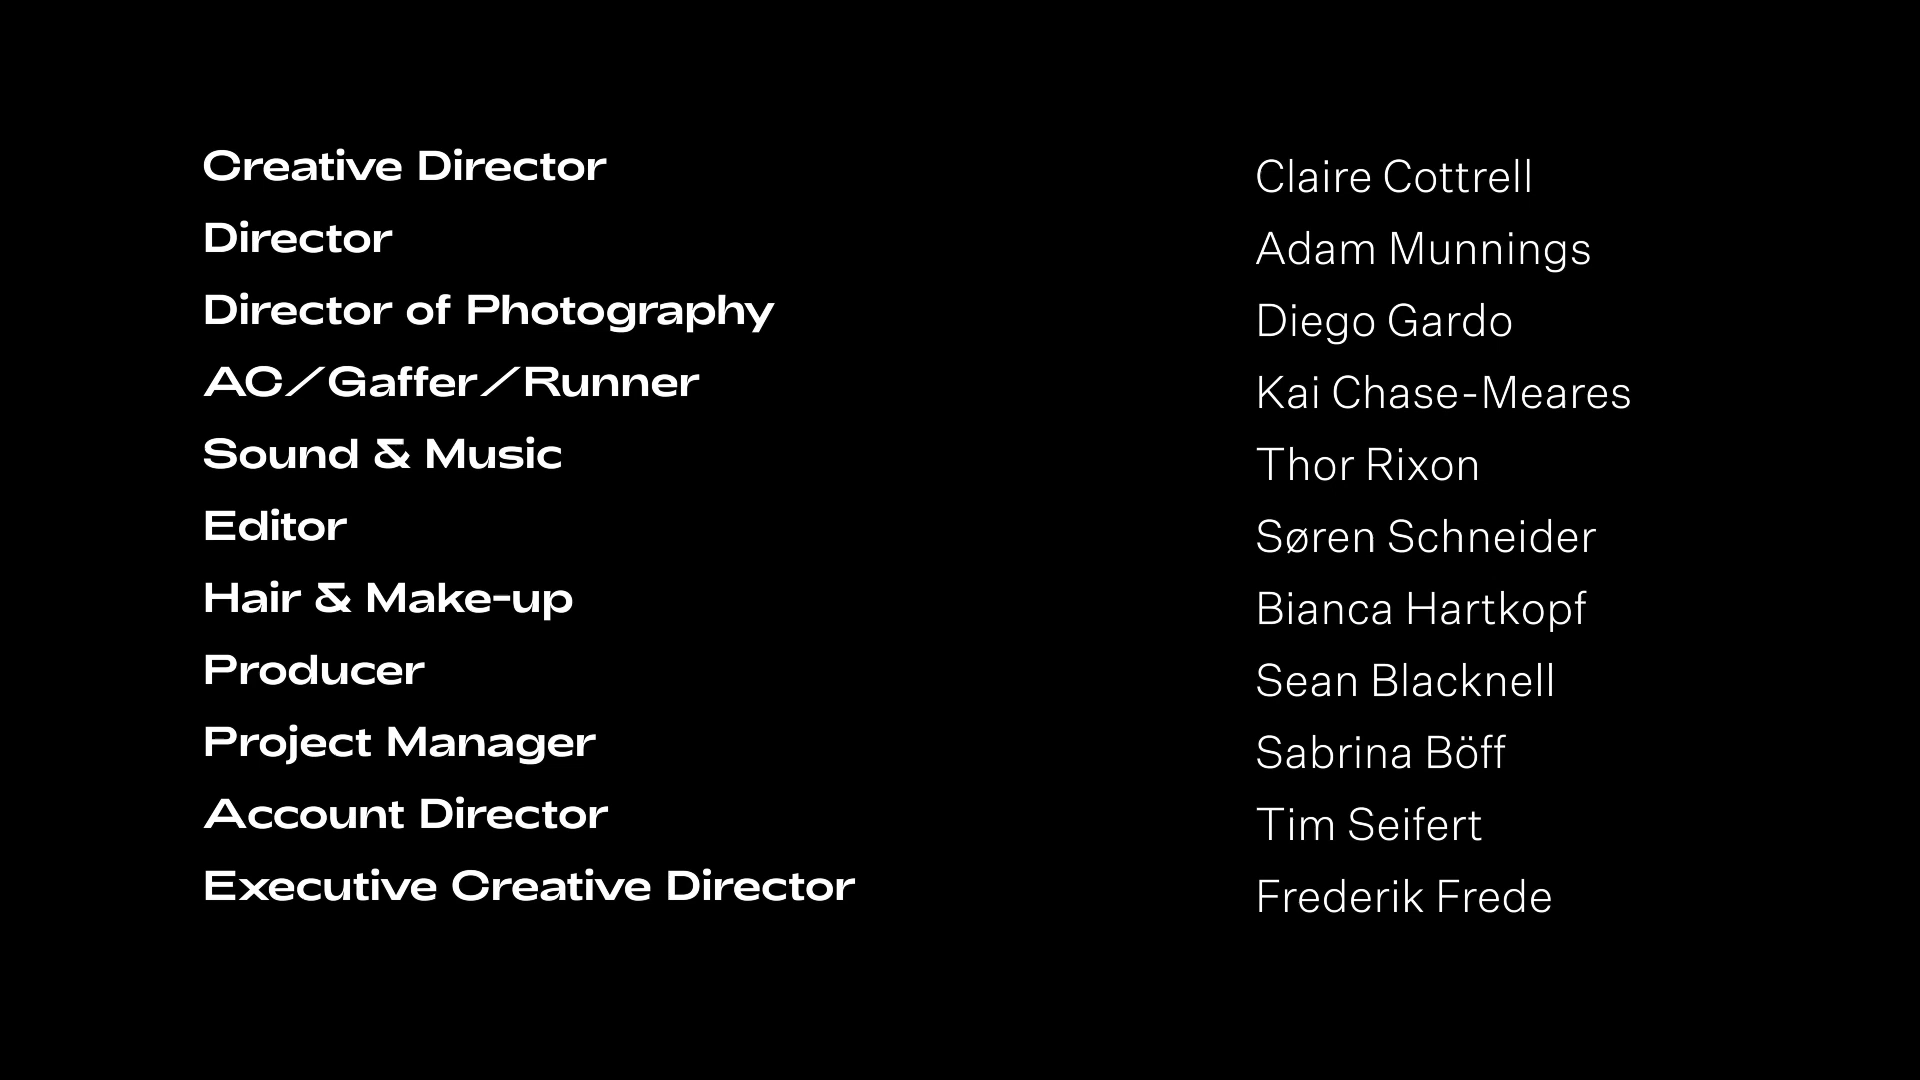 Creative Director Claire Cottrell
Director Adam Munnings
Director of Photography Diego Gardo
AC/Gaffer/Runner Kai Chase-Meares
Sound & Music Thor Rixon
Editor Søren Schneider
Hair & Make-up Bianca Hartkopf
Producer Sean Blacknell
Project Manager Sabrina Böff
Account Director Tim Seifert
Executive Creative Director Frederik Frede